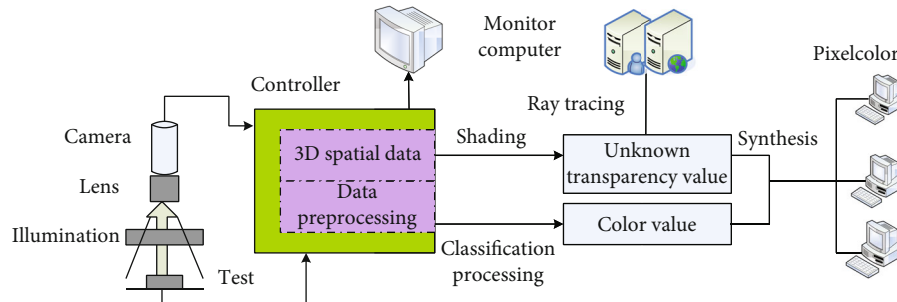 Monitor
computer
Pixelcolor
Controller
Ray tracing
Camera
3D spatial data
Shading
Unknown
transparency value
Synthesis
Lens
Data
preprocessing
Color value
Illumination
Classification
processing
Test